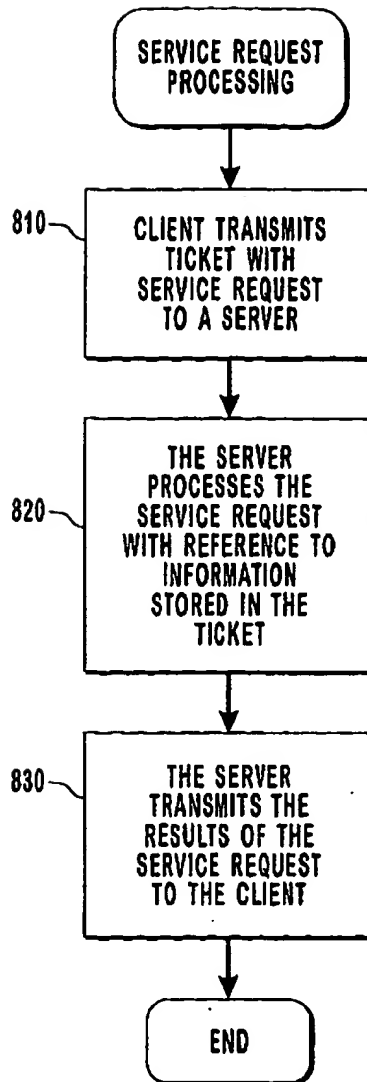 SERVICE REQUEST
PROCESSING
810
CLIENT TRANSMITS
TICKET WITH
SERVICE REQUEST
TO A SERVER
820
THE SERVER
PROCESSES THE
SERVICE REQUEST
WITH REFERENCE TO
INFORMATION
STORED IN THE
TICKET
830
THE SERVER
TRANSMITS THE
RESULTS OF THE
SERVICE REQUEST
TO THE CLIENT
END